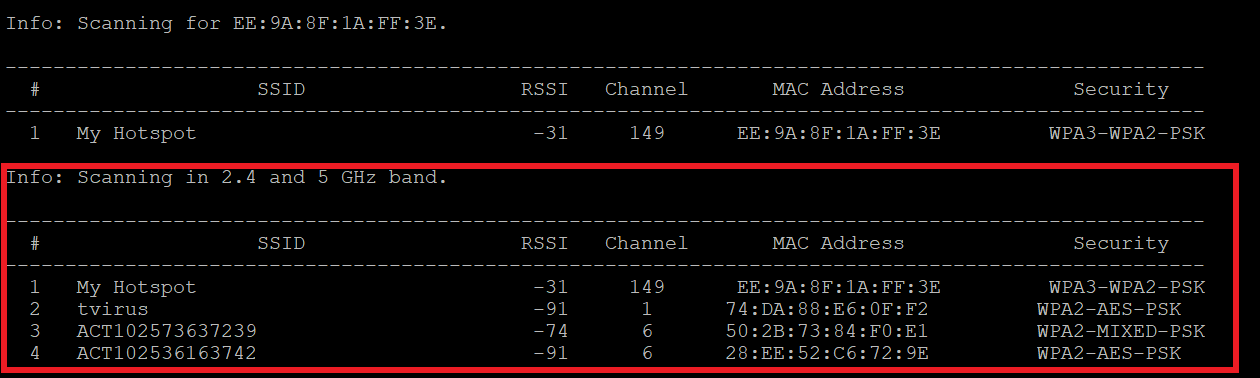 Info: Scanning for EE:9A:8F:1A:FF:3E.
----------------------------------------------------------------------------------------------------
# SSID RSSI Channel MAC Address Security
----------------------------------------------------------------------------------------------------
1 My Hotspot -31 149 EE:9A:8F:1A:FF:3E WPA3-WPA2-PSK
Info: Scanning in 2.4 and 5 GHz band.
----------------------------------------------------------------------------------------------------
# SSID RSSI Channel MAC Address Security
----------------------------------------------------------------------------------------------------
1 My Hotspot -31 149 EE:9A:8F:1A:FF:3E WPA3-WPA2-PSK
2 tvirus -91 1 74:DA:88:E6:0F:F2 WPA2-AES-PSK
3 ACT102573637239 -74 6 50:2B:73:84:F0:E1 WPA2-MIXED-PSK
4 ACT102536163742 -91 6 28:EE:52:C6:72:9E WPA2-AES-PSK